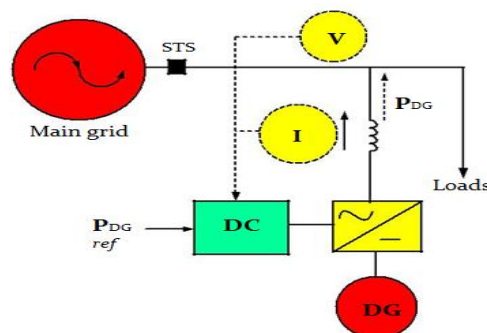 STS
V
Main grid
PDG
I
Loads
PDG
ref
DC
DG